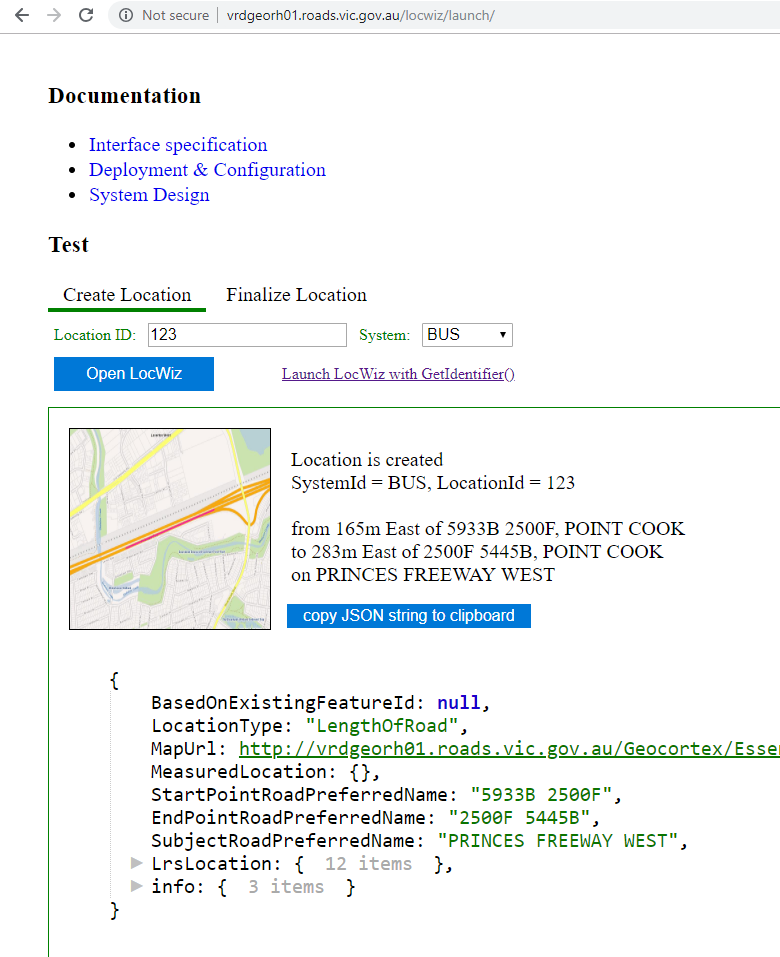 Not secure | vrdgeorh01.roads.vic.gov.au/locwiz/launch/
Documentation
Interface specification
Deployment & Configuration
System Design
Test
Create Location Finalize Location
Location ID: 123 System: BUS
Open LocWiz Launch LocWiz with GetIdentifier()
Location is created
SystemId = BUS, LocationId = 123
from 165m East of 5933B 2500F, POINT COOK
to 283m East of 2500F 5445B, POINT COOK
on PRINCES FREEWAY WEST
copy JSON string to clipboard
{
BasedOnExistingFeatureId: null,
LocationType: "LengthOfRoad",
MapUrl: http://vrdgeorh01.roads.vic.gov.au/Geocortex/Esse
MeasuredLocation: {},
StartPointRoadPreferredName: "5933B 2500F",
EndPointRoadPreferredName: "2500F 5445B",
SubjectRoadPreferredName: "PRINCES FREEWAY WEST",
LrsLocation: { 12 items },
info: { 3 items }
}